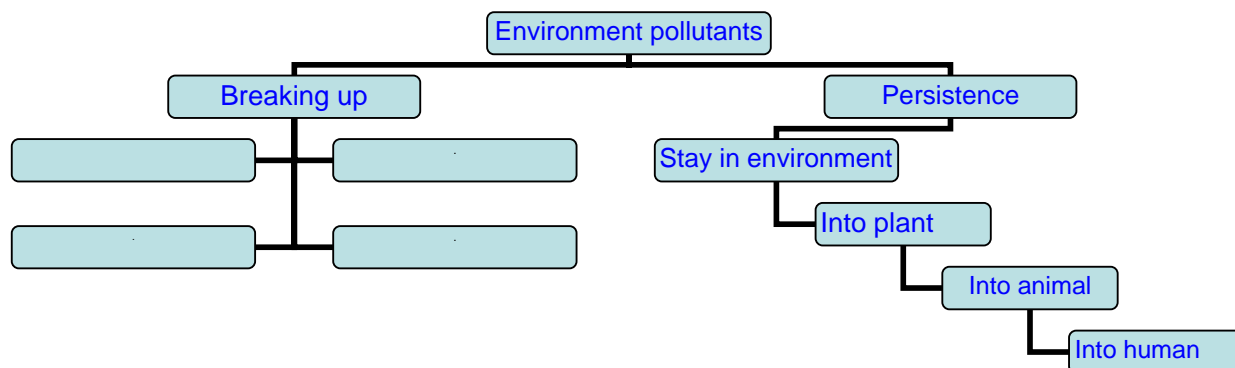 Environment pollutants
Breaking up
Persistence
Stay in environment
Into plant
Into animal
Into human